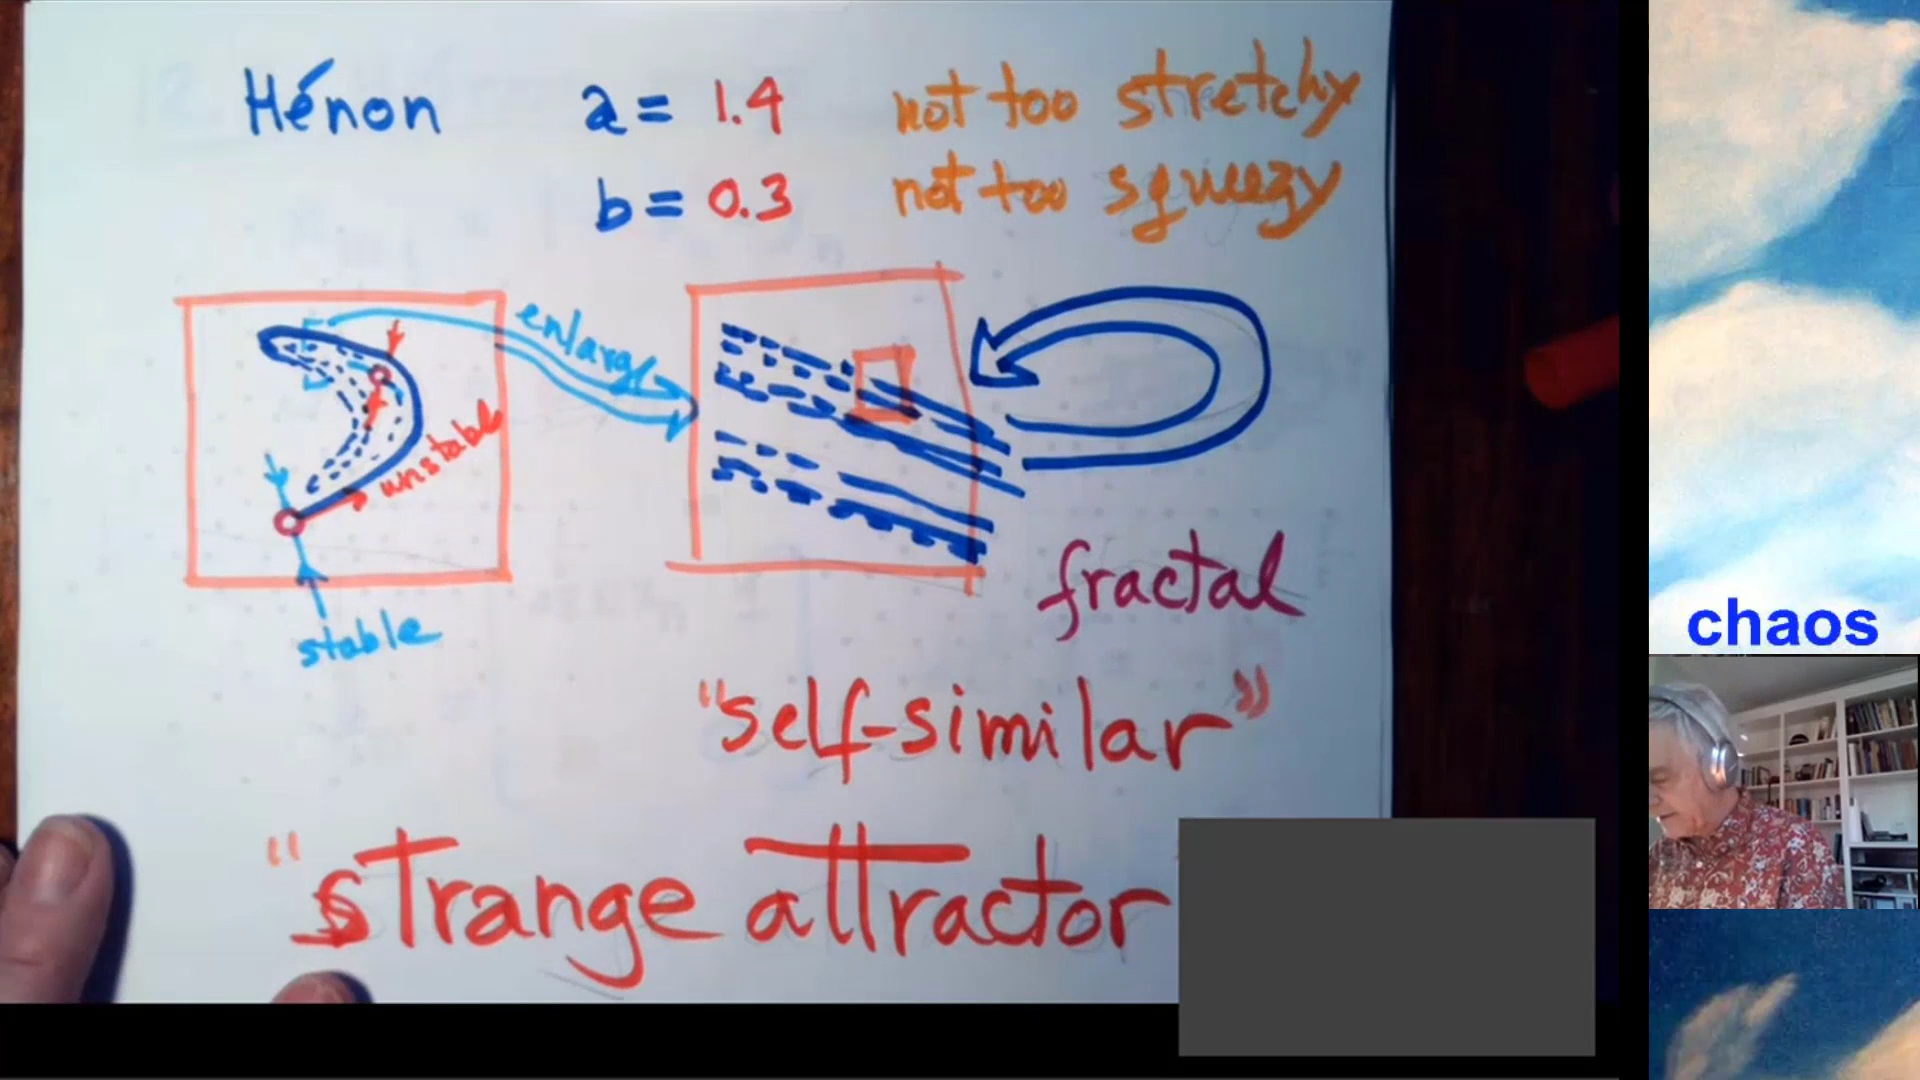 Hénon a = 1.4 not too stretchy
b = 0.3 not too squeezy
enlarge
unstable
stable
fractal
"self-similar"
"strange attractor
chaos